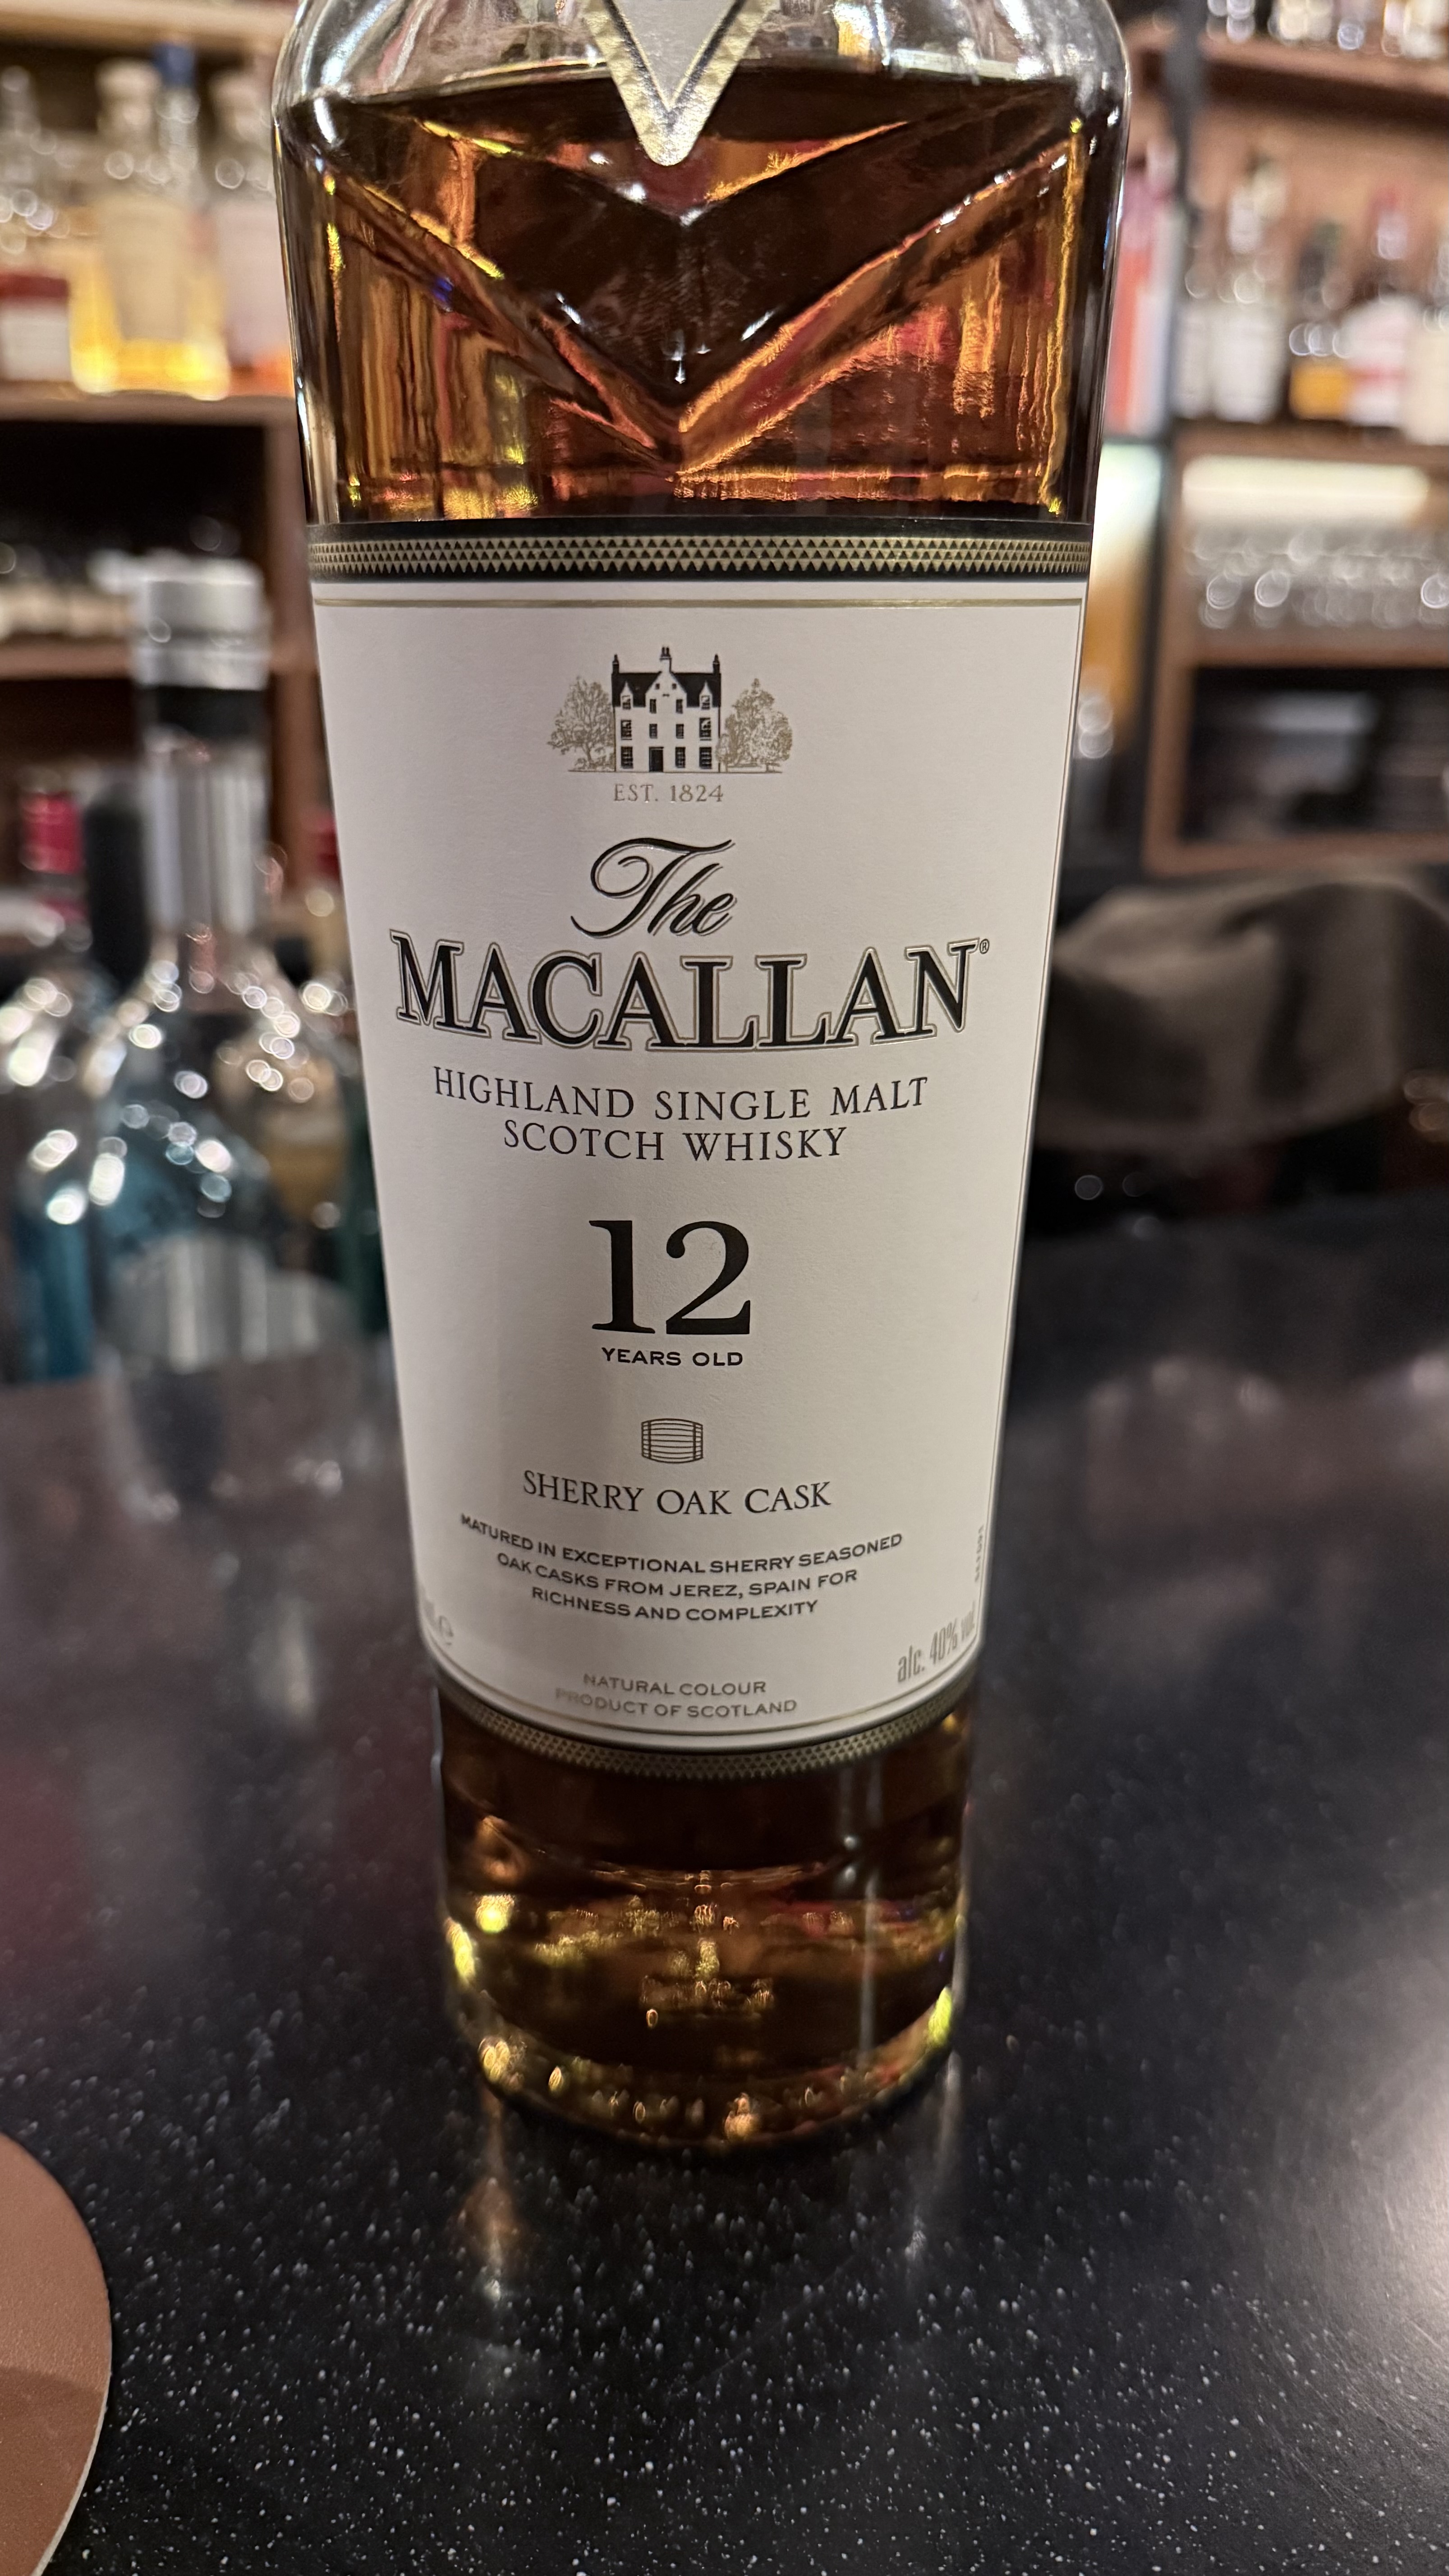 EST. 1824
The
MACALLAN®
HIGHLAND SINGLE MALT
SCOTCH WHISKY
12
YEARS OLD
SHERRY OAK CASK
MATURED IN EXCEPTIONAL SHERRY SEASONED
OAK CASKS FROM JEREZ, SPAIN FOR
RICHNESS AND COMPLEXITY
alc. 40% vol
NATURAL COLOUR
PRODUCT OF SCOTLAND